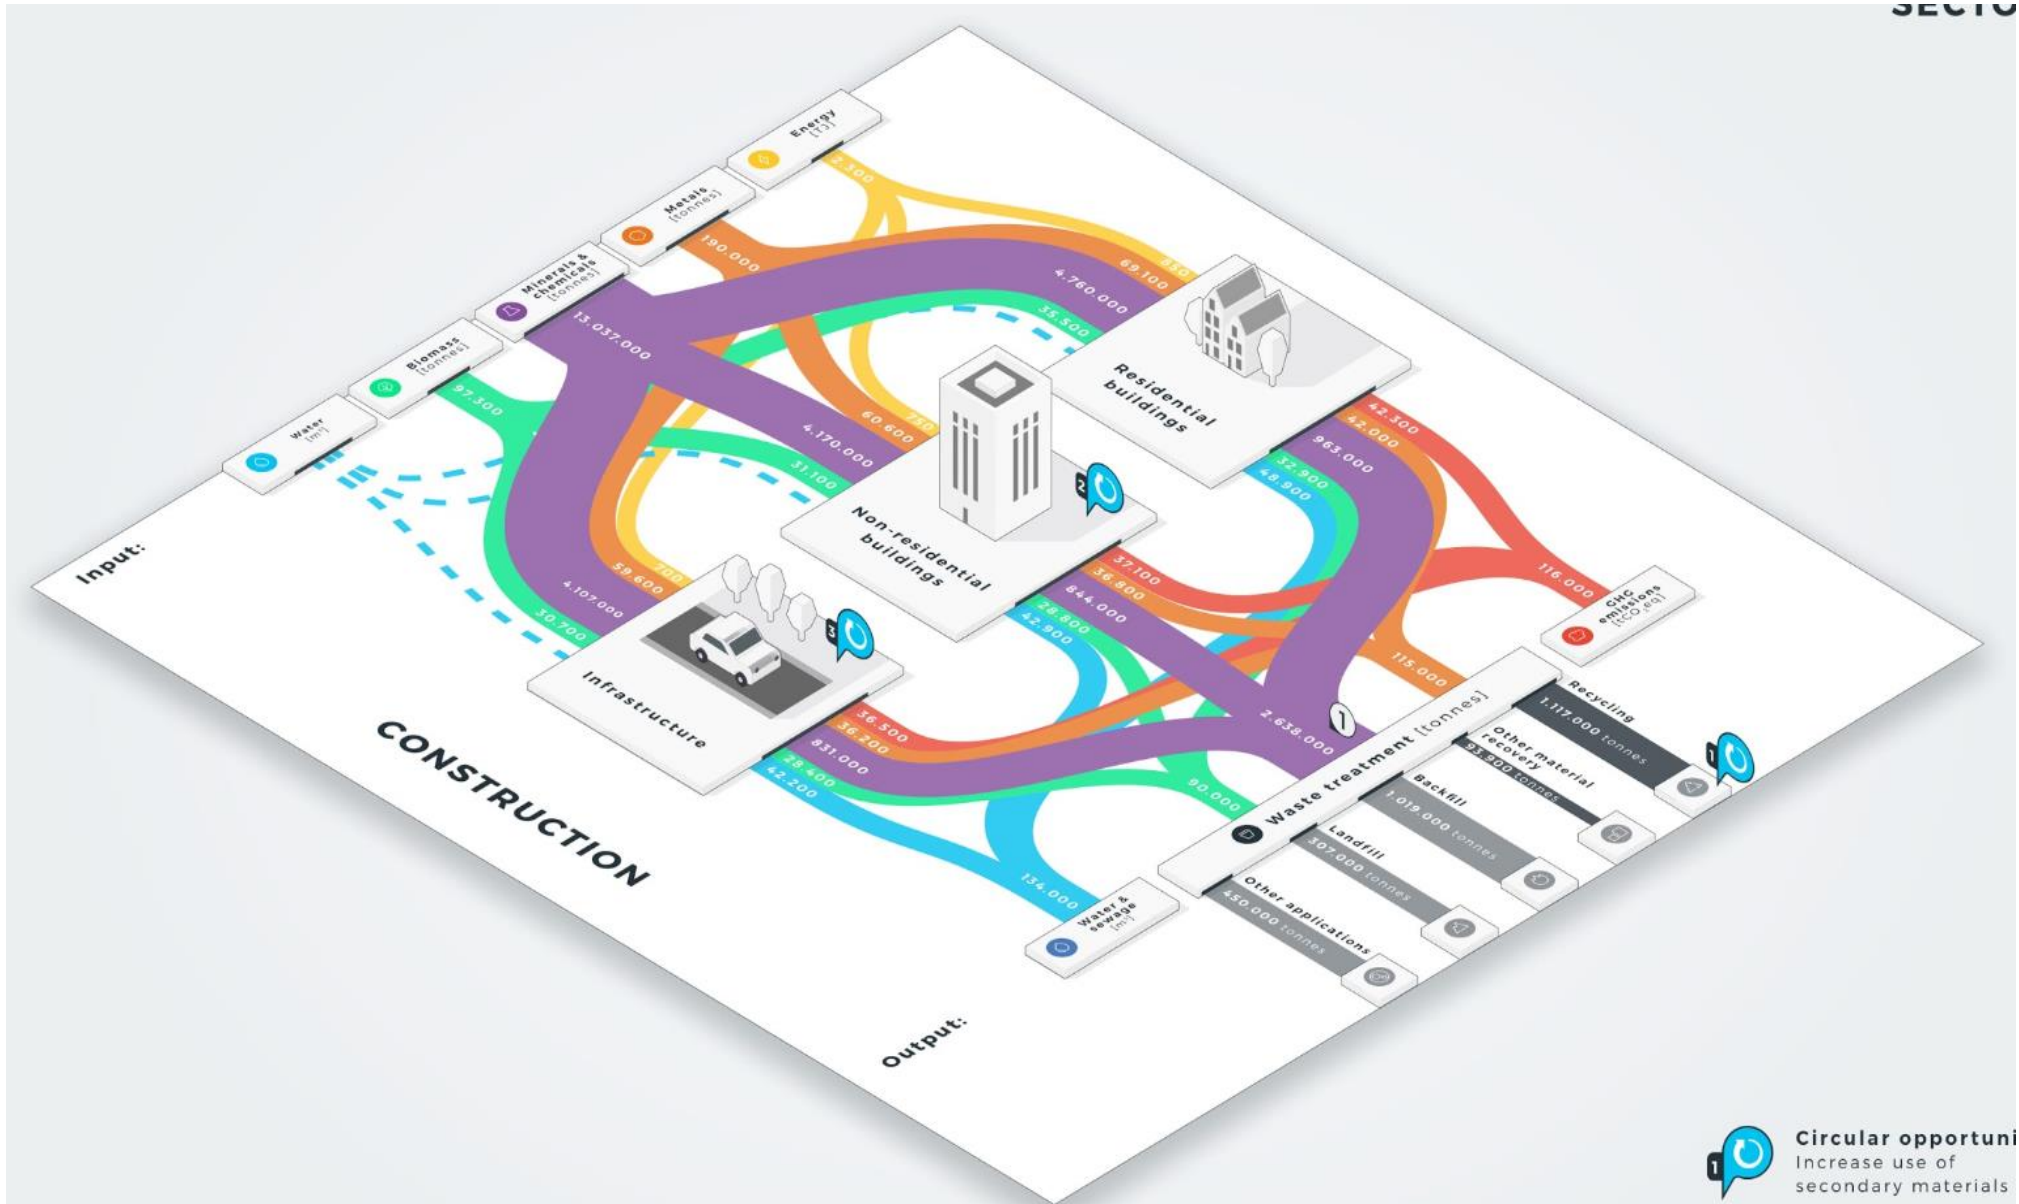 Energy
[TJ]
2.300
Metals
[tonnes]
190.000
Minerals &
chemicals
[tonnes]
13.037.000
Biomass
[tonnes]
97.300
Water
[m³]
Input:
850
69.100
4.760.000
35.500
Residential
buildings
750
60.600
4.170.000
31.100
Non-residential
buildings
2
700
59.600
4.107.000
30.700
Infrastructure
3
42.300
42.000
963.000
32.900
48.900
37.100
36.800
844.000
28.800
42.900
36.500
36.200
831.000
28.400
42.200
116.000
GHG
emissions
[tCO₂eq]
115.000
2.638.000
1
90.000
134.000
Water &
sewage
[m³]
Waste treatment [tonnes]
Recycling
1.117.000 tonnes
1
Other material
recovery
93.900 tonnes
Backfill
1.019.000 tonnes
Landfill
307.000 tonnes
Other applications
450.000 tonnes
CONSTRUCTION
Output:
1
Circular opportuni
Increase use of
secondary materials